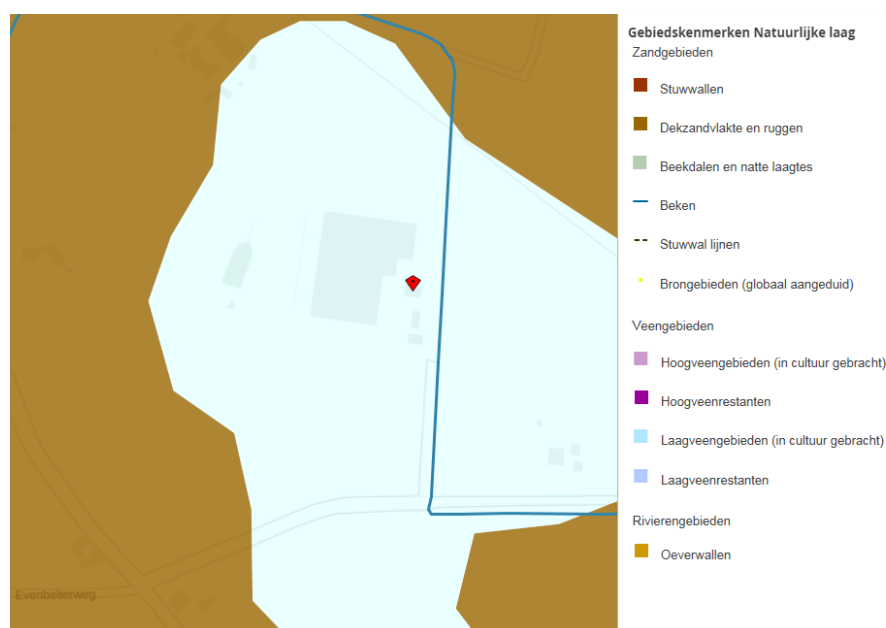 Gebiedskenmerken Natuurlijke laag
Zandgebieden
Stuwwallen
Dekzandvlakte en ruggen
Beekdalen en natte laagtes
Beken
Stuwwal lijnen
Brongebieden (globaal aangeduid)
Veengebieden
Hoogveengebieden (in cultuur gebracht)
Hoogveenrestanten
Laagveengebieden (in cultuur gebracht)
Laagveenrestanten
Rivierengebieden
Oeverwallen
Evenbelterweg